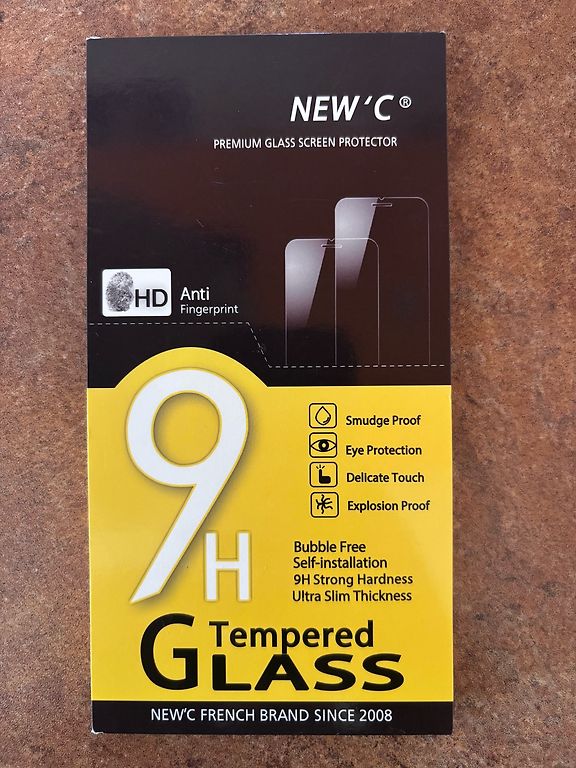 NEW'C®
PREMIUM GLASS SCREEN PROTECTOR
HD
Anti
Fingerprint
9H
Smudge Proof
Eye Protection
Delicate Touch
Explosion Proof
Bubble Free
Self-installation
9H Strong Hardness
Ultra Slim Thickness
Tempered
GLASS
NEW'C FRENCH BRAND SINCE 2008